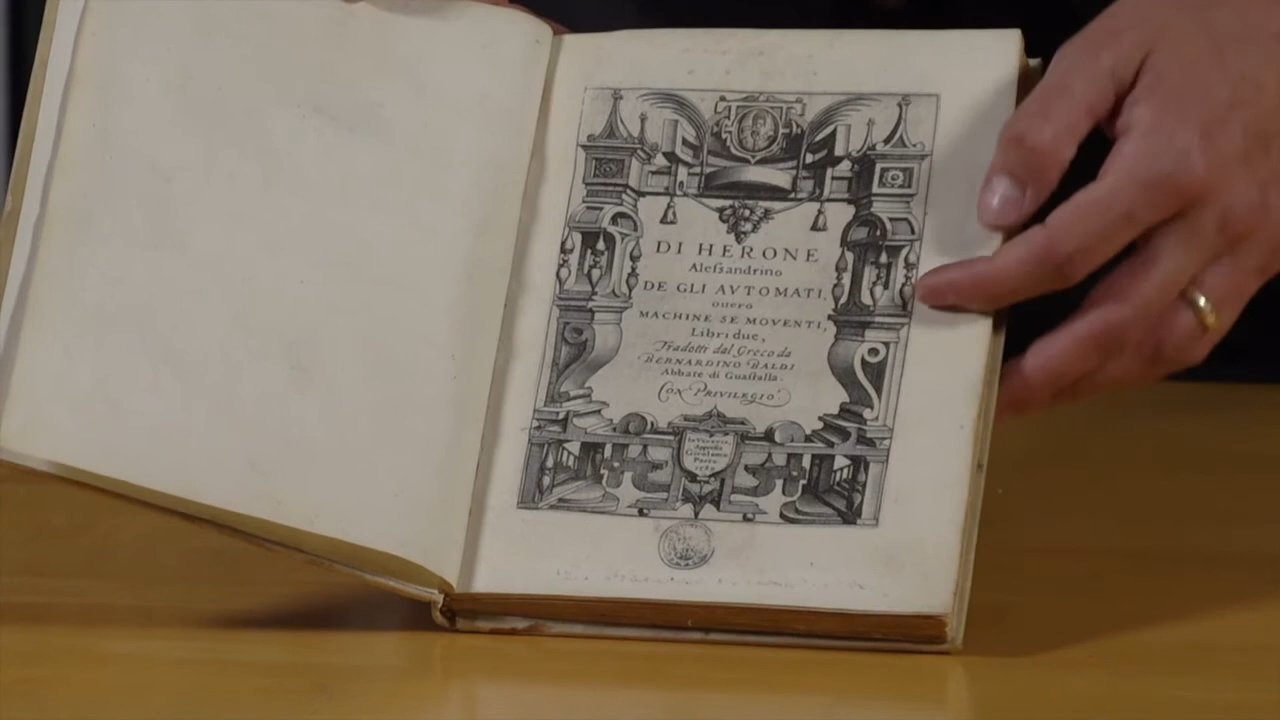 DI HERONE
Alessandrino
DE GLI AVTOMATI,
ouero
MACHINE SE MOVENTI,
Libri due,
Tradotti dal Greco da
BERNARDINO BALDI
Abbate di Guastalla.
CON PRIVILEGIO.
In Venetia,
Appresso
Girolamo
Porro
1589